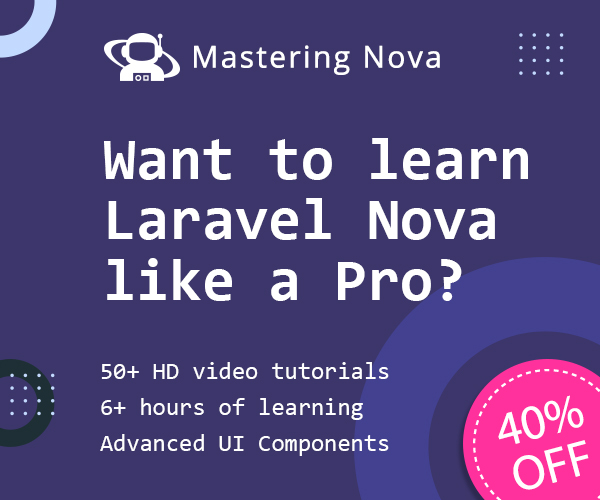 Mastering Nova
Want to learn
Laravel Nova
like a Pro?
50+ HD video tutorials
6+ hours of learning
Advanced UI Components
40%
OFF